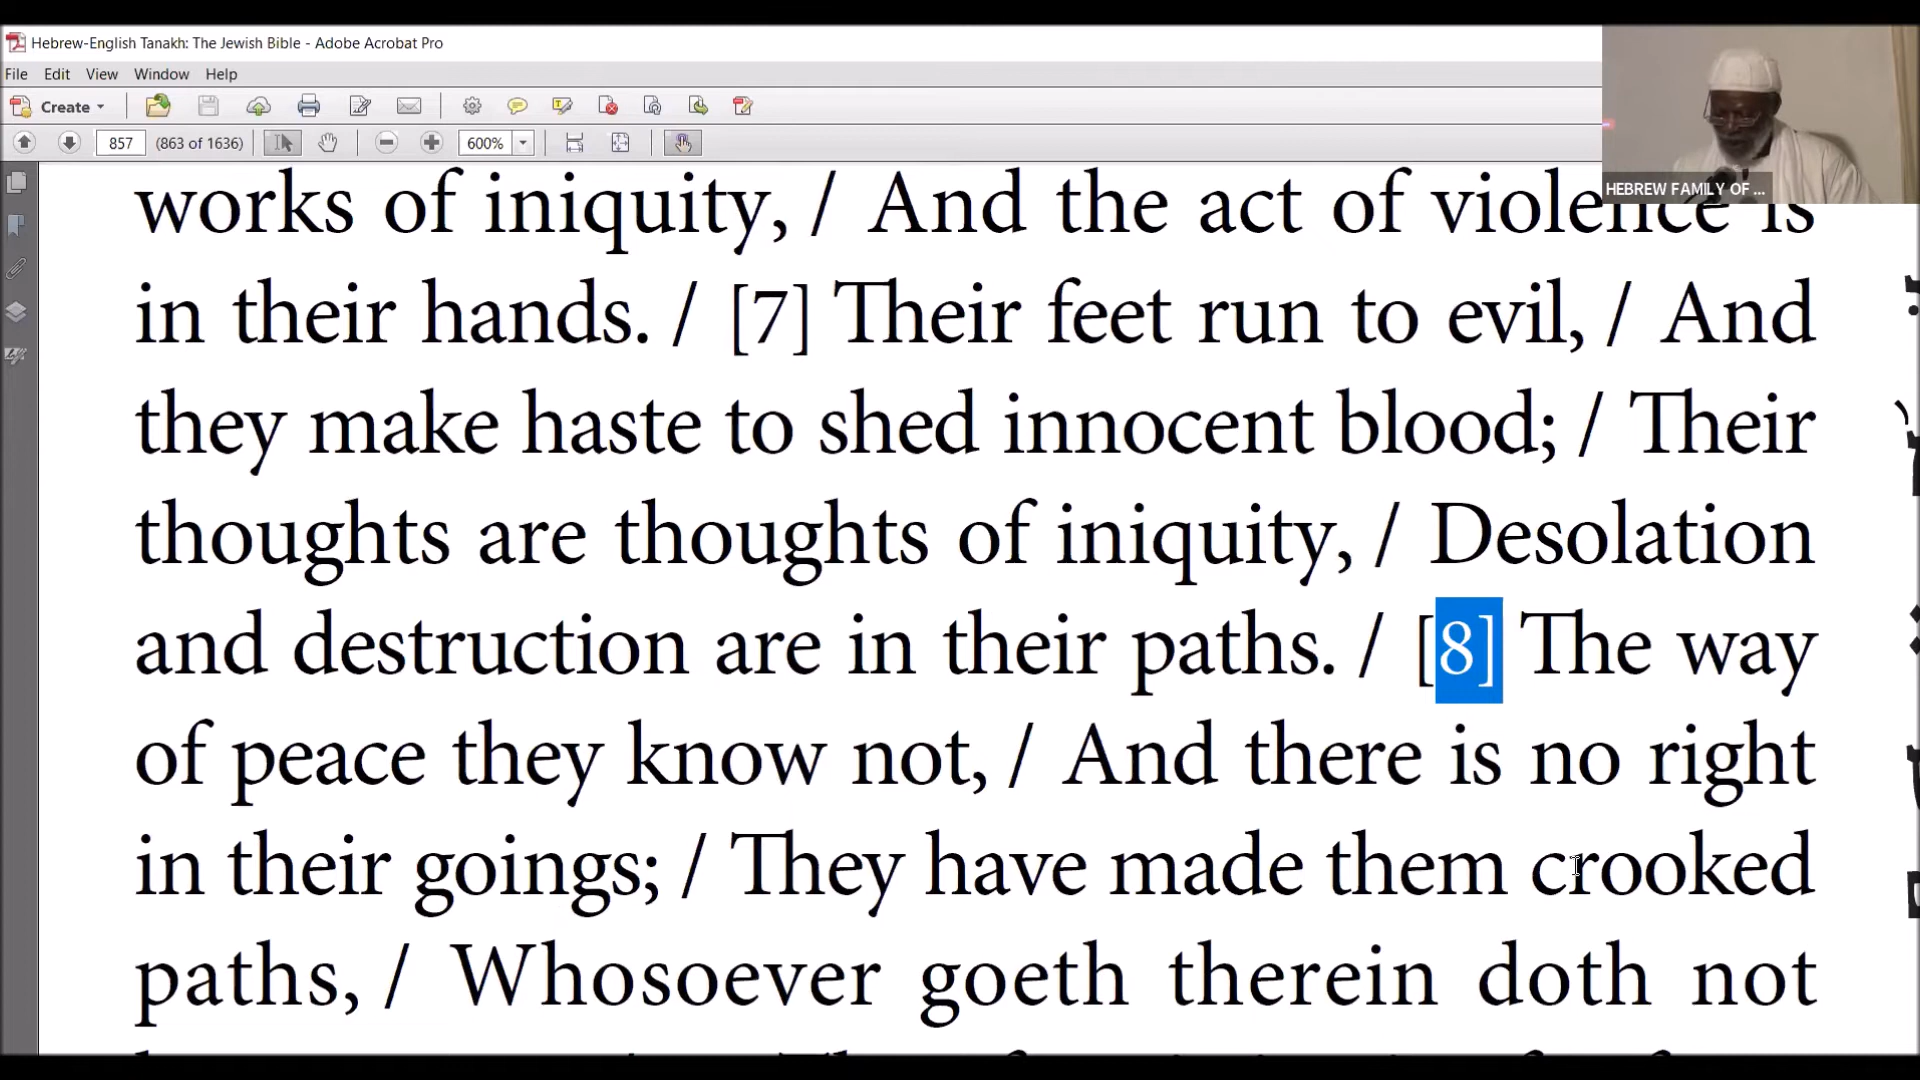 Hebrew-English Tanakh: The Jewish Bible - Adobe Acrobat Pro
File Edit View Window Help
Create
857 (863 of 1636) 600%
HEBREW FAMILY OF ...
works of iniquity, / And the act of violence is
in their hands. / [7] Their feet run to evil, / And
they make haste to shed innocent blood; / Their
thoughts are thoughts of iniquity, / Desolation
and destruction are in their paths. / [8] The way
of peace they know not, / And there is no right
in their goings; / They have made them crooked
paths, / Whosoever goeth therein doth not